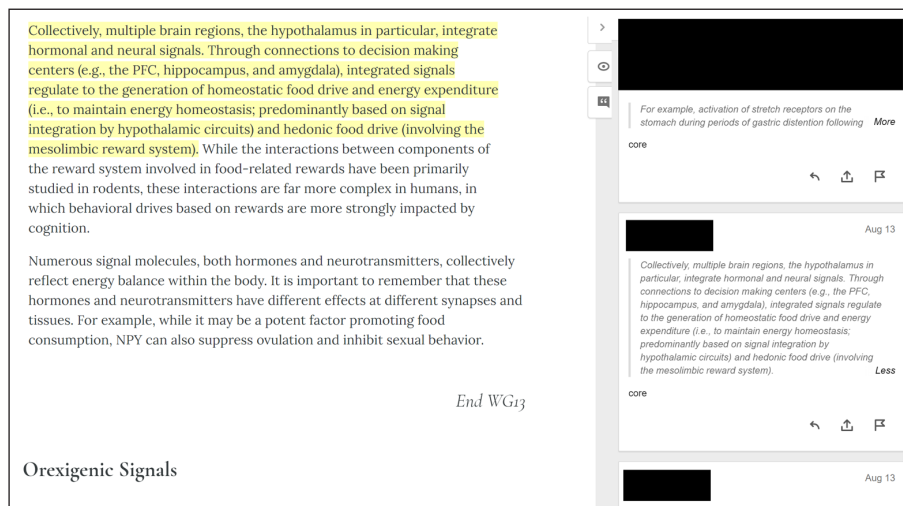 Collectively, multiple brain regions, the hypothalamus in particular, integrate
hormonal and neural signals. Through connections to decision making
centers (e.g., the PFC, hippocampus, and amygdala), integrated signals
regulate to the generation of homeostatic food drive and energy expenditure
(i.e., to maintain energy homeostasis; predominantly based on signal
integration by hypothalamic circuits) and hedonic food drive (involving the
mesolimbic reward system). While the interactions between components of
the reward system involved in food-related rewards have been primarily
studied in rodents, these interactions are far more complex in humans, in
which behavioral drives based on rewards are more strongly impacted by
cognition.
Numerous signal molecules, both hormones and neurotransmitters, collectively
reflect energy balance within the body. It is important to remember that these
hormones and neurotransmitters have different effects at different synapses and
tissues. For example, while it may be a potent factor promoting food
consumption, NPY can also suppress ovulation and inhibit sexual behavior.
End WG13
Orexigenic Signals
For example, activation of stretch receptors on the
stomach during periods of gastric distention following More
core
Aug 13
Collectively, multiple brain regions, the hypothalamus in
particular, integrate hormonal and neural signals. Through
connections to decision making centers (e.g., the PFC,
hippocampus, and amygdala), integrated signals regulate
to the generation of homeostatic food drive and energy
expenditure (i.e., to maintain energy homeostasis;
predominantly based on signal integration by
hypothalamic circuits) and hedonic food drive (involving
the mesolimbic reward system). Less
core
Aug 13